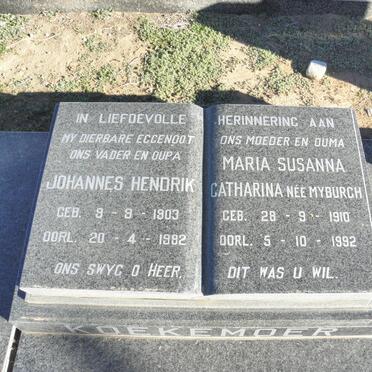 IN LIEFDEVOLLE
MY DIERBARE EGGENOOT
ONS VADER EN OUPA
JOHANNES HENDRIK
GEB. 9 - 9 - 1903
OORL. 20 - 4 - 1982
ONS SWYG O HEER,
HERINNERING AAN
ONS MOEDER EN OUMA
MARIA SUSANNA
CATHARINA NÉE MYBURGH
GEB. 28 - 9 - 1910
OORL. 5 - 10 - 1992
DIT WAS U WIL.
KOEKEMOER